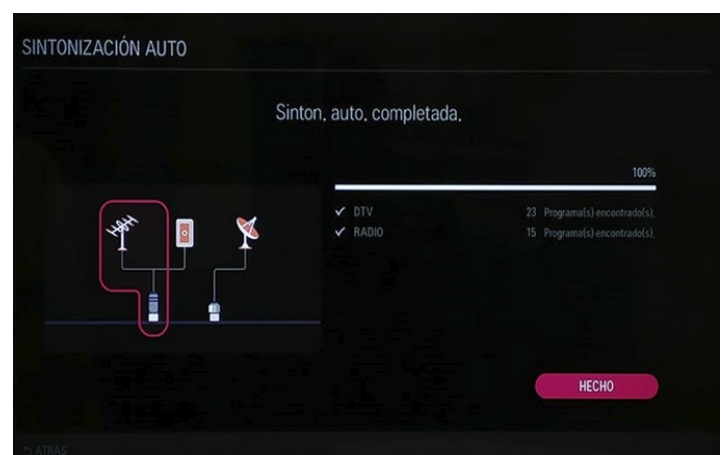 SINTONIZACIÓN AUTO
Sinton. auto. completada.
100%
✔ DTV 23 Programa(s) encontrado(s).
✔ RADIO 15 Programa(s) encontrado(s).
HECHO
ATRÁS